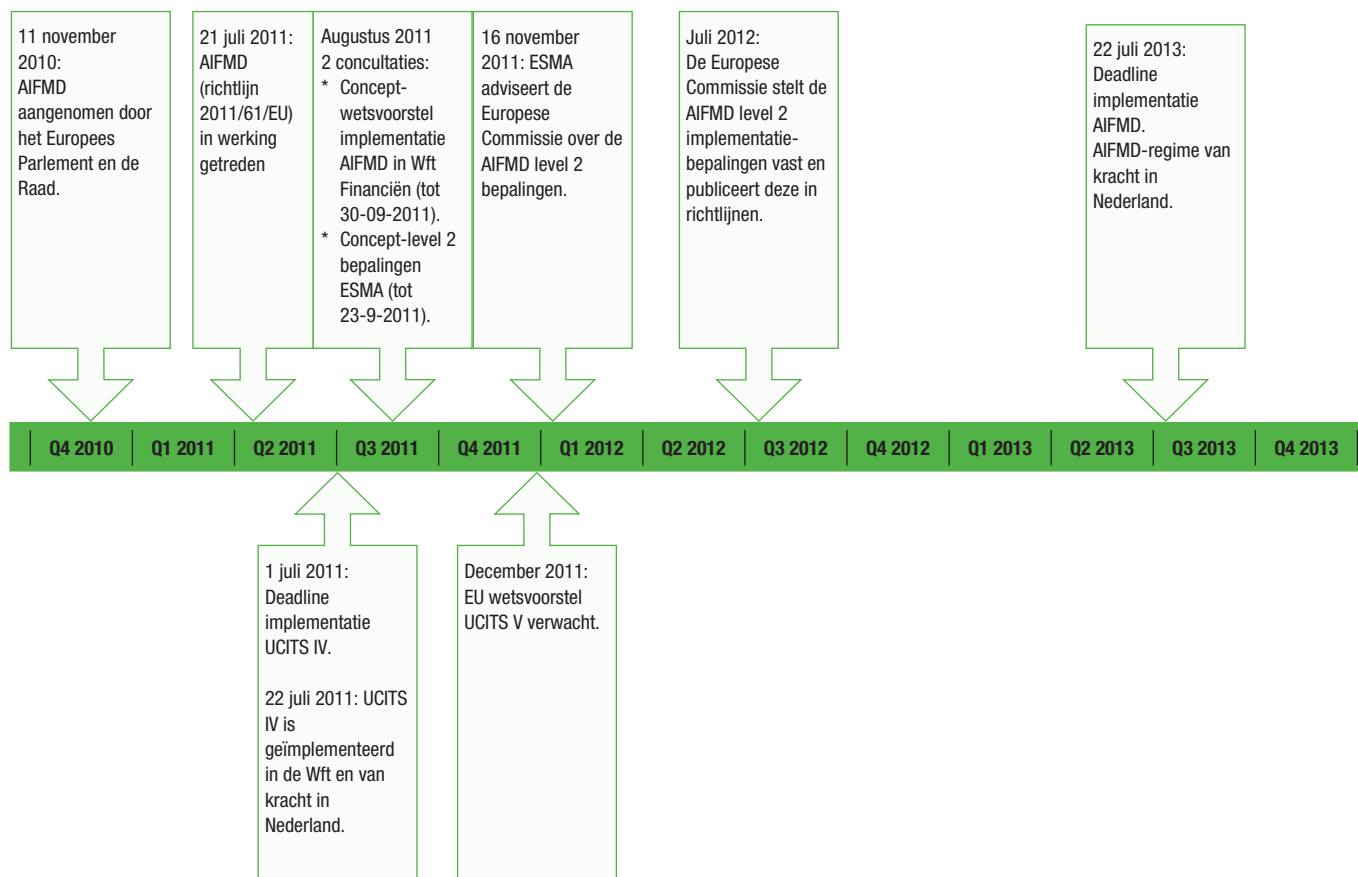 11 november
2010:
AIFMD
aangenomen door
het Europees
Parlement en de
Raad.
21 juli 2011:
AIFMD
(richtlijn
2011/61/EU)
in werking
getreden
Augustus 2011
2 concultaties:
* Concept-
wetsvoorstel
implementatie
AIFMD in Wft
Financiën (tot
30-09-2011).
* Concept-level 2
bepalingen
ESMA (tot
23-9-2011).
16 november
2011: ESMA
adviseert de
Europese
Commissie over de
AIFMD level 2
bepalingen.
Juli 2012:
De Europese
Commissie stelt de
AIFMD level 2
implementatie-
bepalingen vast en
publiceert deze in
richtlijnen.
22 juli 2013:
Deadline
implementatie
AIFMD.
AIFMD-regime van
kracht in
Nederland.
Q4 2010 Q1 2011 Q2 2011 Q3 2011 Q4 2011 Q1 2012 Q2 2012 Q3 2012 Q4 2012 Q1 2013 Q2 2013 Q3 2013 Q4 2013
1 juli 2011:
Deadline
implementatie
UCITS IV.
22 juli 2011: UCITS
IV is
geïmplementeerd
in de Wft en van
kracht in
Nederland.
December 2011:
EU wetsvoorstel
UCITS V verwacht.